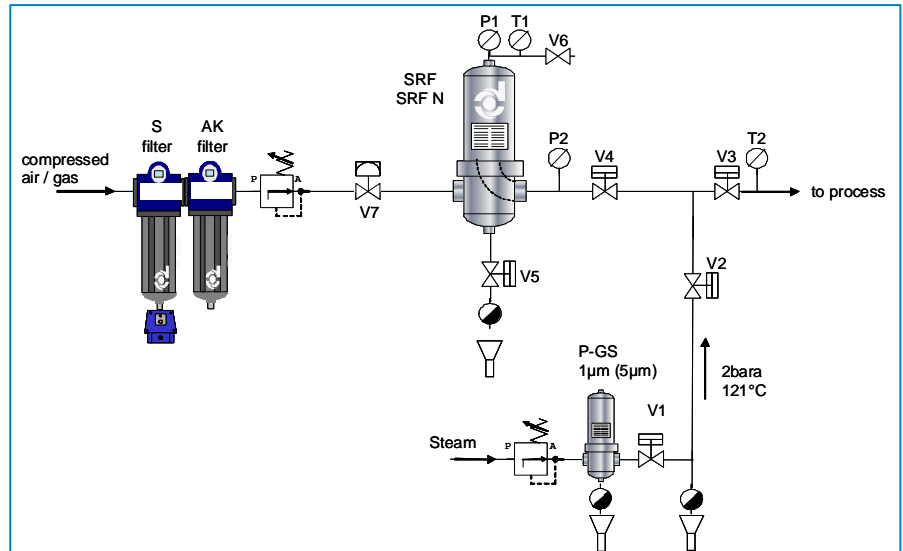 P1
T1
V6
SRF
SRF N
S
filter
AK
filter
P2
V4
V3
T2
compressed
air / gas
P
A
to process
V7
V5
V2
P-GS
1µm (5µm)
2bara
121°C
V1
Steam
P
A